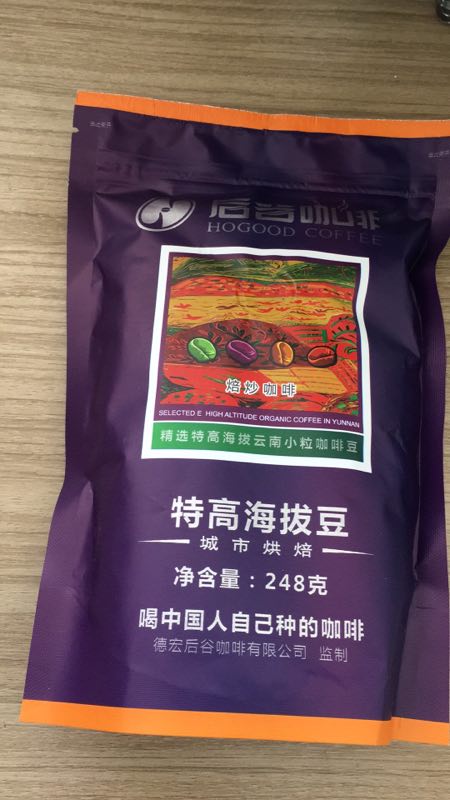 后谷咖啡
HOGOOD COFFEE
焙炒咖啡
SELECTED E HIGH ALTITUDE ORGANIC COFFEE IN YUNNAN
精选特高海拔云南小粒咖啡豆
特高海拔豆
城市烘焙
净含量：248克
喝中国人自己种的咖啡
德宏后谷咖啡有限公司 监制